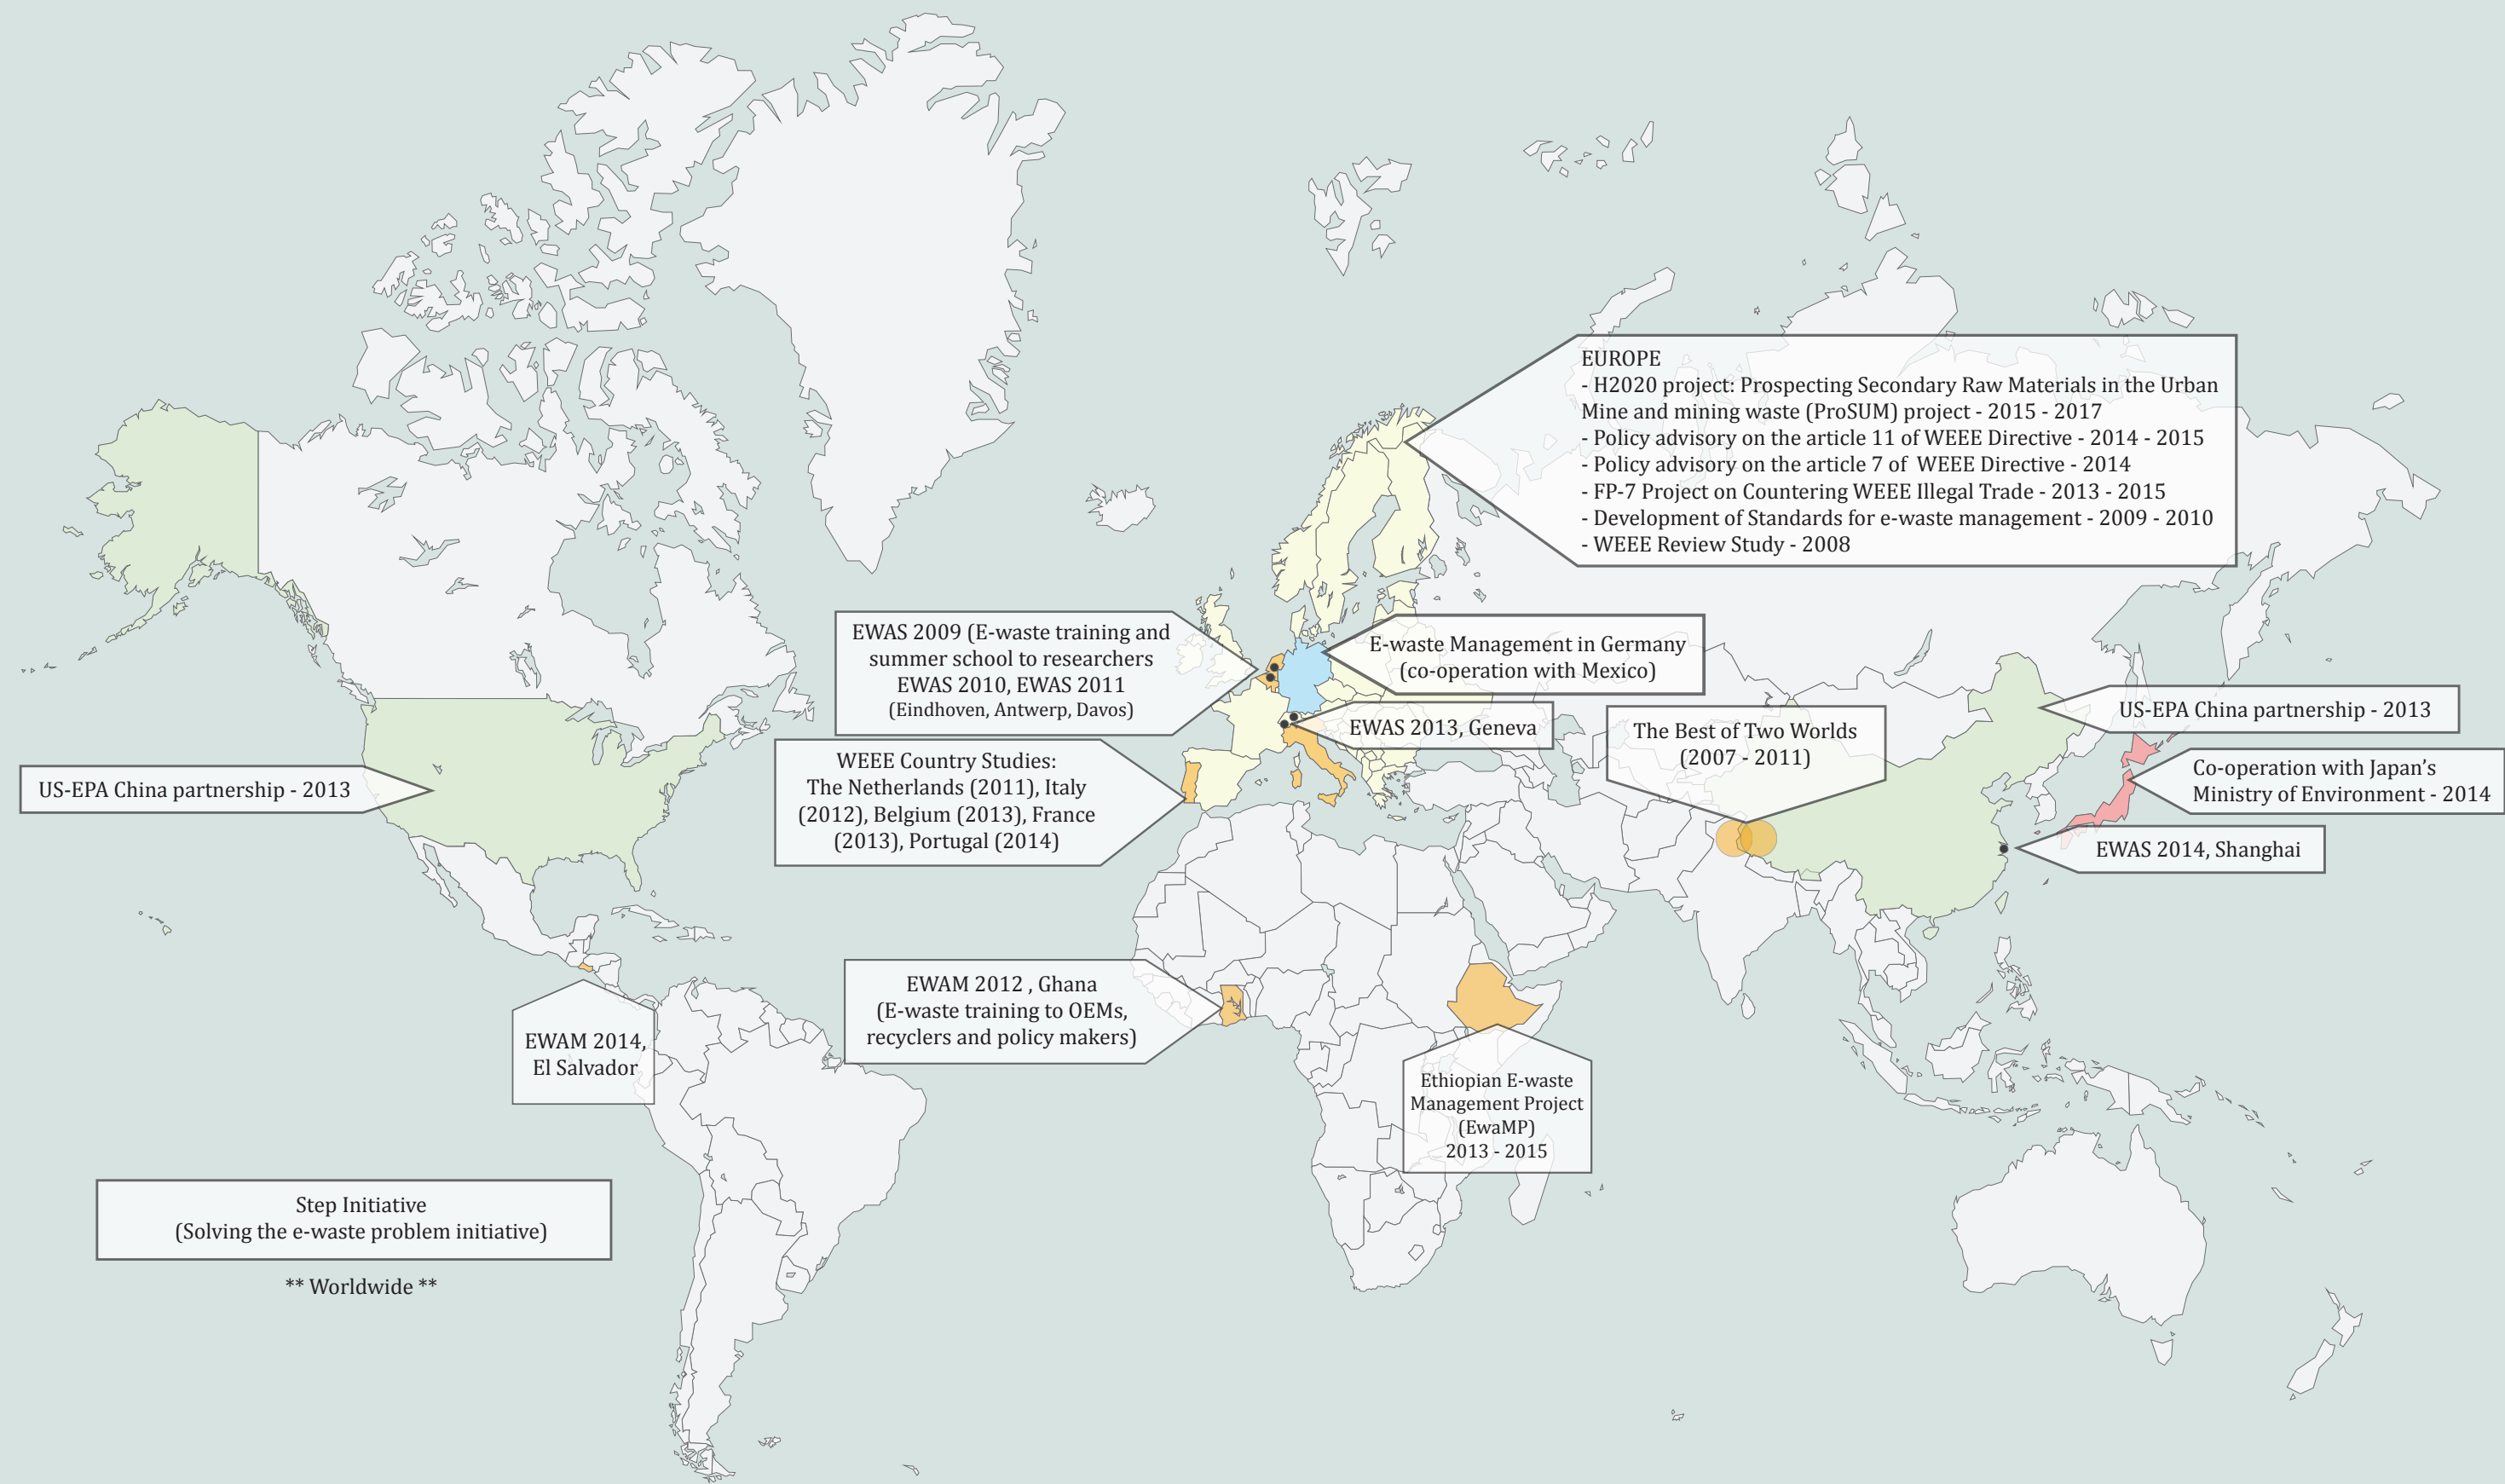 EUROPE
- H2020 project: Prospecting Secondary Raw Materials in the Urban
Mine and mining waste (ProSUM) project - 2015 - 2017
- Policy advisory on the article 11 of WEEE Directive - 2014 - 2015
- Policy advisory on the article 7 of  WEEE Directive - 2014
- FP-7 Project on Countering WEEE Illegal Trade - 2013 - 2015
- Development of Standards for e-waste management - 2009 - 2010
- WEEE Review Study - 2008
EWAS 2009 (E-waste training and
summer school to researchers
EWAS 2010, EWAS 2011
(Eindhoven, Antwerp, Davos)
E-waste Management in Germany
(co-operation with Mexico)
EWAS 2013, Geneva
The Best of Two Worlds
(2007 - 2011)
US-EPA China partnership - 2013
Co-operation with Japan's
Ministry of Environment - 2014
EWAS 2014, Shanghai
US-EPA China partnership - 2013
WEEE Country Studies:
The Netherlands (2011), Italy
(2012), Belgium (2013), France
(2013), Portugal (2014)
EWAM 2012 , Ghana
(E-waste training to OEMs,
recyclers and policy makers)
EWAM 2014,
El Salvador
Ethiopian E-waste
Management Project
(EwaMP)
2013 - 2015
Step Initiative
(Solving the e-waste problem initiative)
** Worldwide **